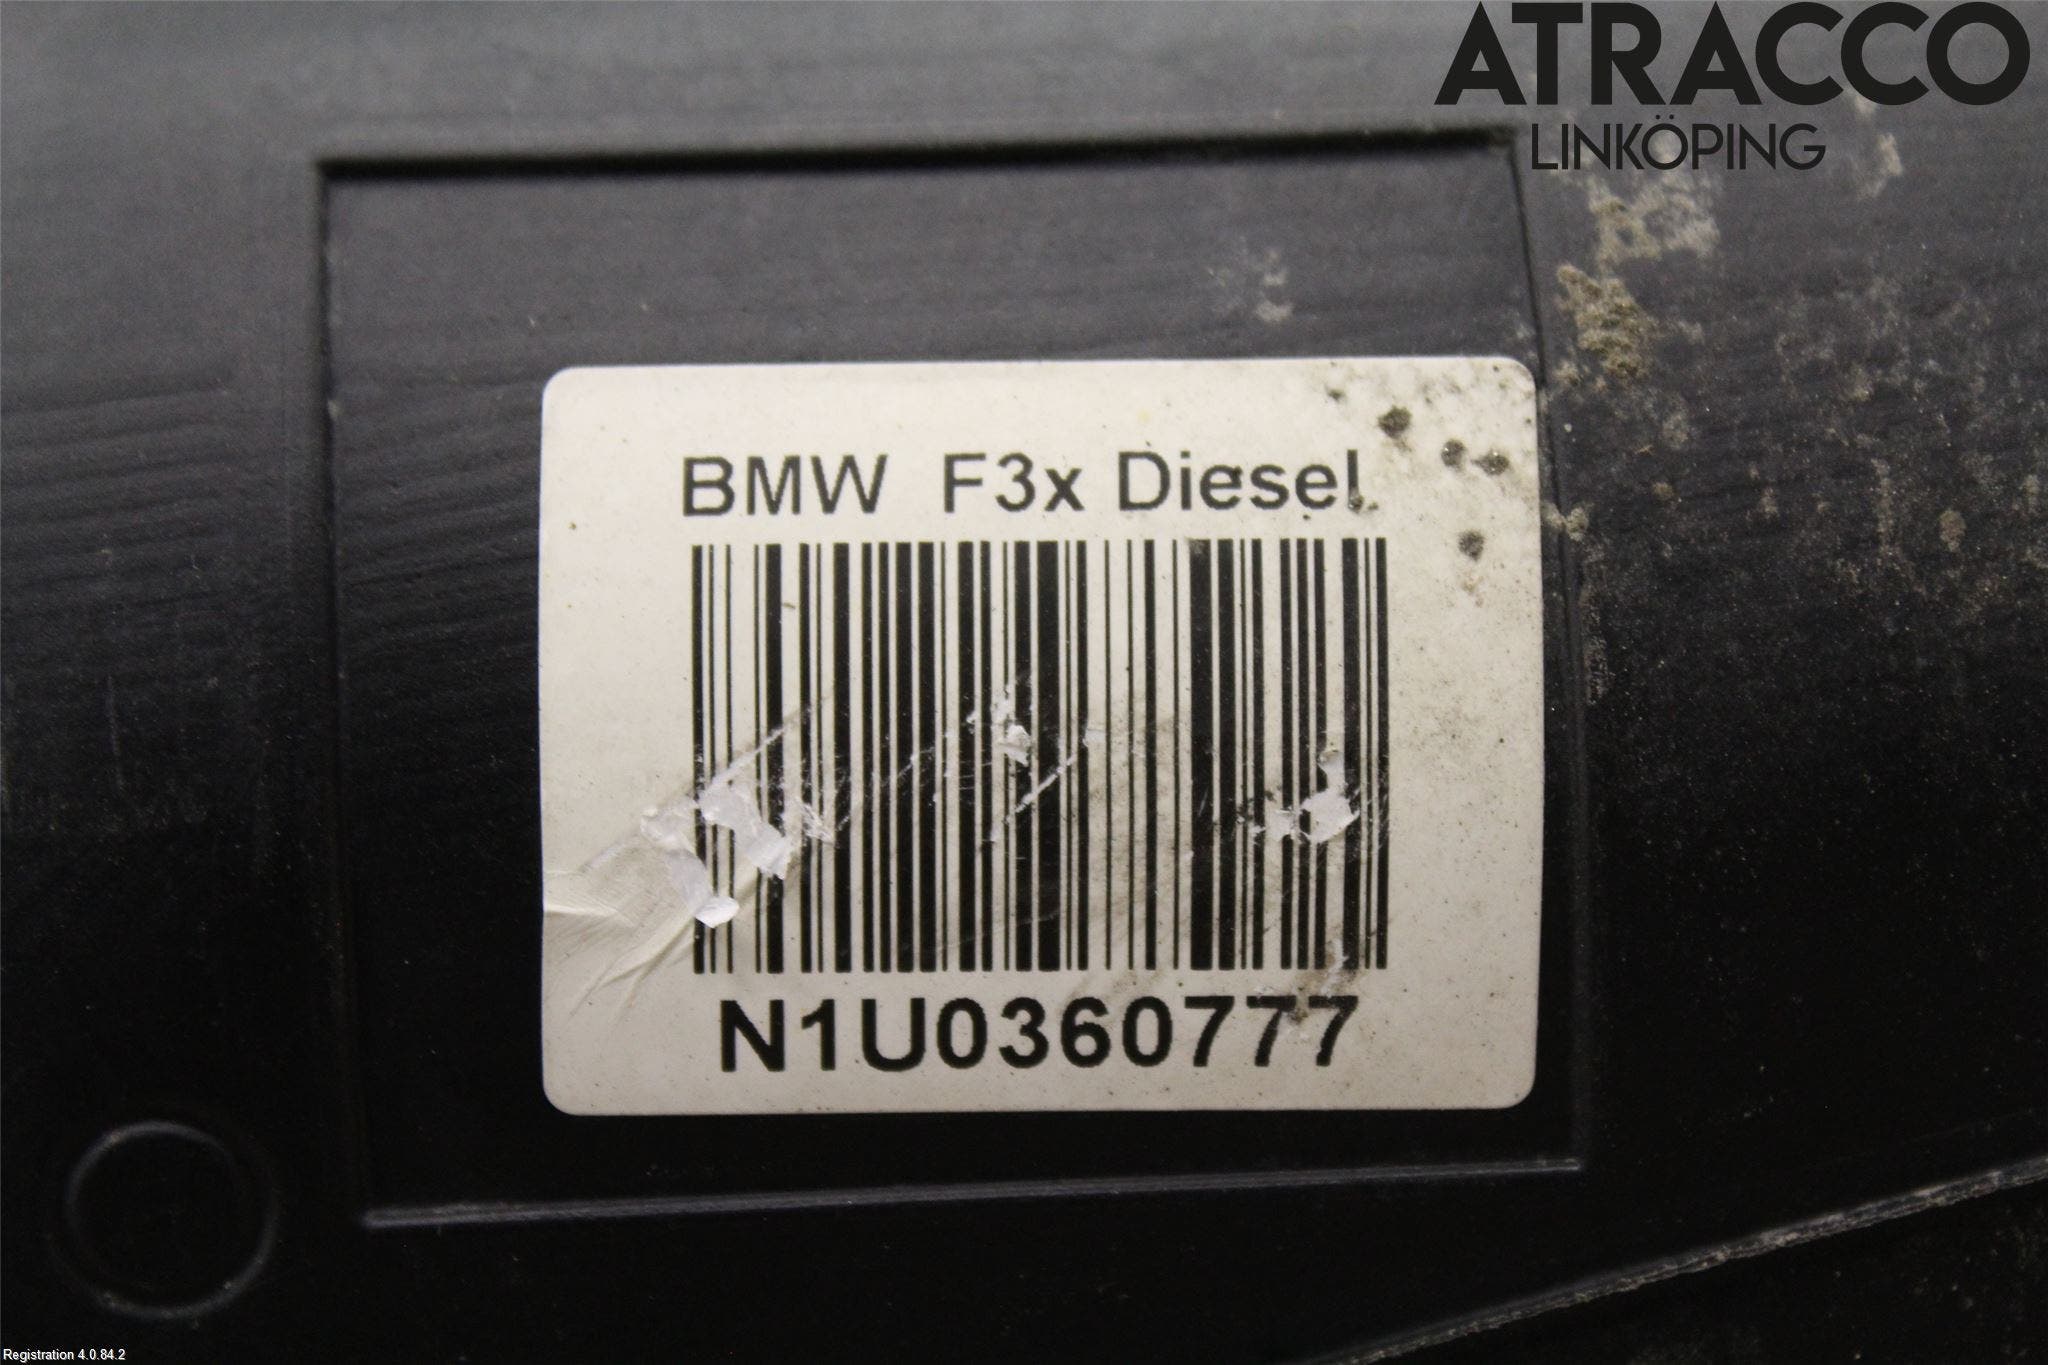 ATRACCO
LINKÖPING
BMW F3x Diesel
N1U0360777
Registration 4.0.84.2